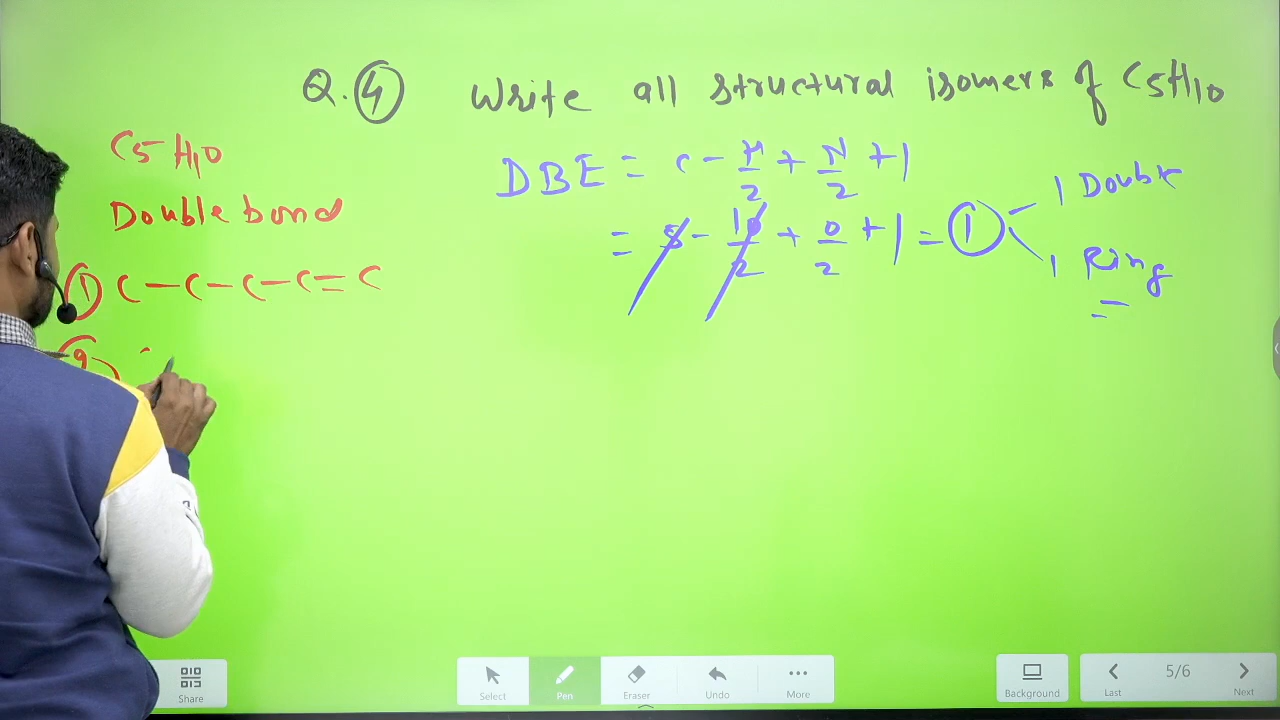 Q.④ Write all structural isomers of C5H10
C5H10
Double bond
① C-C-C-C=C
②
DBE = C - H/2 + N/2 + 1
= 5 - 10/2 + 0/2 + 1 = ①
1 Double
1 Ring
Share
Select Pen Eraser Undo More
Background
Last 5/6 Next